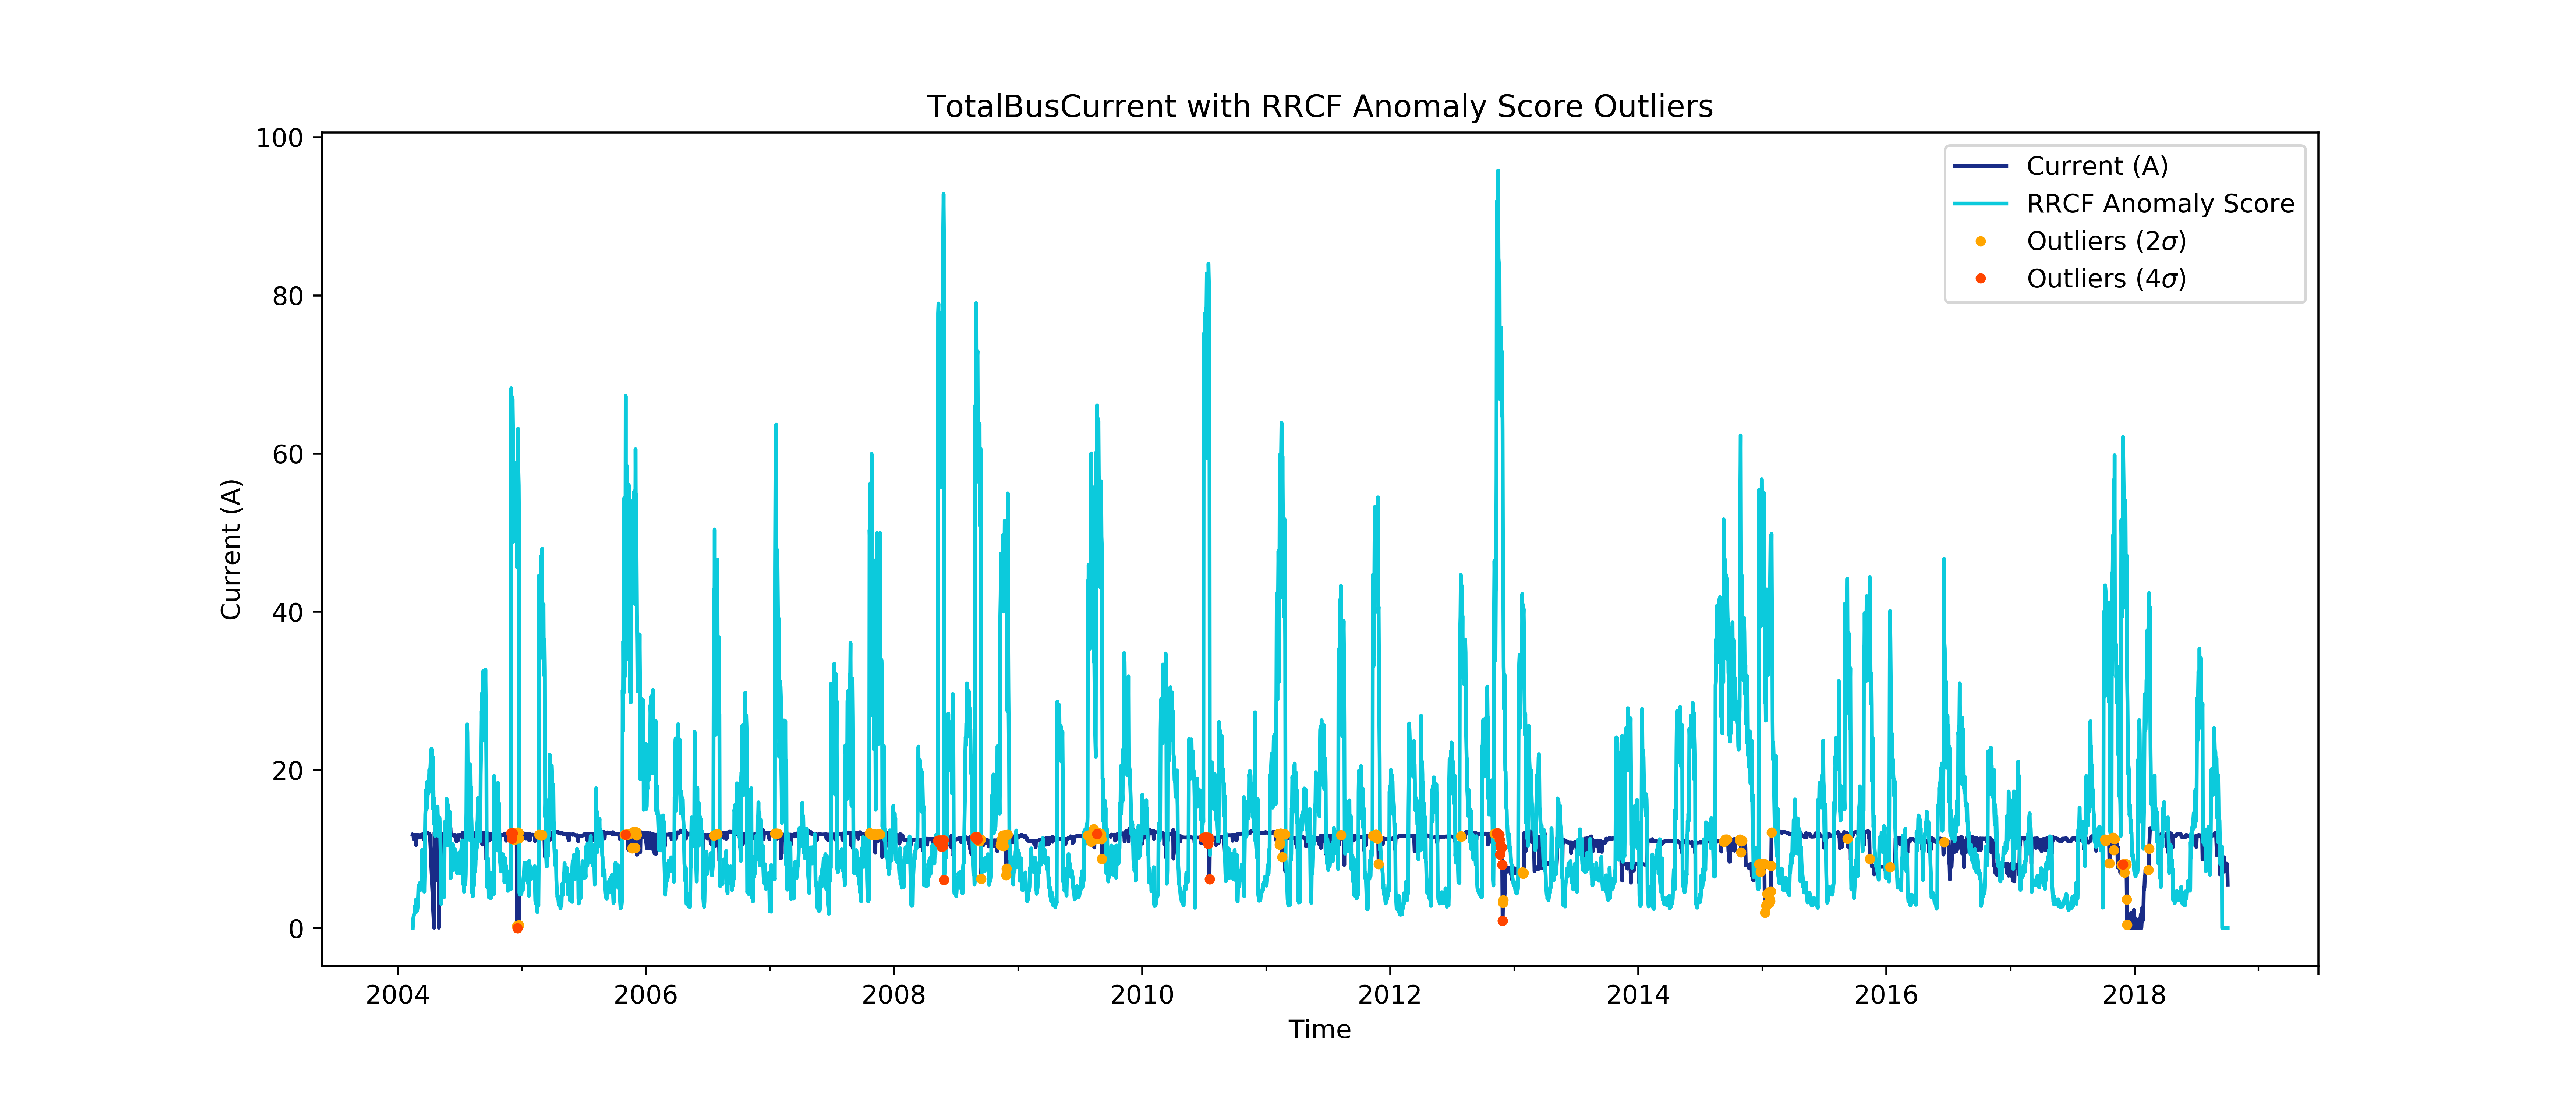 TotalBusCurrent with RRCF Anomaly Score Outliers
100
80
60
40
20
0
Current (A)
Current (A)
RRCF Anomaly Score
Outliers (2σ)
Outliers (4σ)
2004 2006 2008 2010 2012 2014 2016 2018
Time